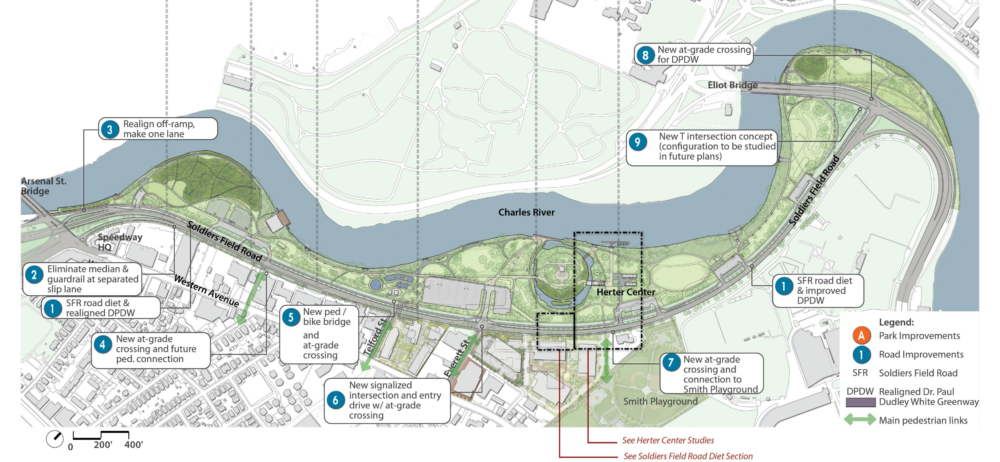 8
New at-grade crossing
for DPDW
Eliot Bridge
3
Realign off-ramp,
make one lane
9
New T intersection concept
(configuration to be studied
in future plans)
Arsenal St.
Bridge
Charles River
Soldiers Field Road
Soldiers Field Road
Speedway
HQ
2
Eliminate median &
guardrail at separated
slip lane
Western Avenue
1
SFR road diet &
realigned DPDW
Herter Center
1
SFR road diet
& improved
DPDW
5
New ped /
bike bridge
and
at-grade
crossing
Telford St.
4
New at-grade
crossing and future
ped. connection
Everett St.
7
New at-grade
crossing and
connection to
Smith Playground
6
New signalized
intersection and entry
drive w/ at-grade
crossing
Smith Playground
Legend:
A
Park Improvements
1
Road Improvements
SFR
Soldiers Field Road
DPDW
Realigned Dr. Paul
Dudley White Greenway
Main pedestrian links
0
200'
400'
See Herter Center Studies
See Soldiers Field Road Diet Section